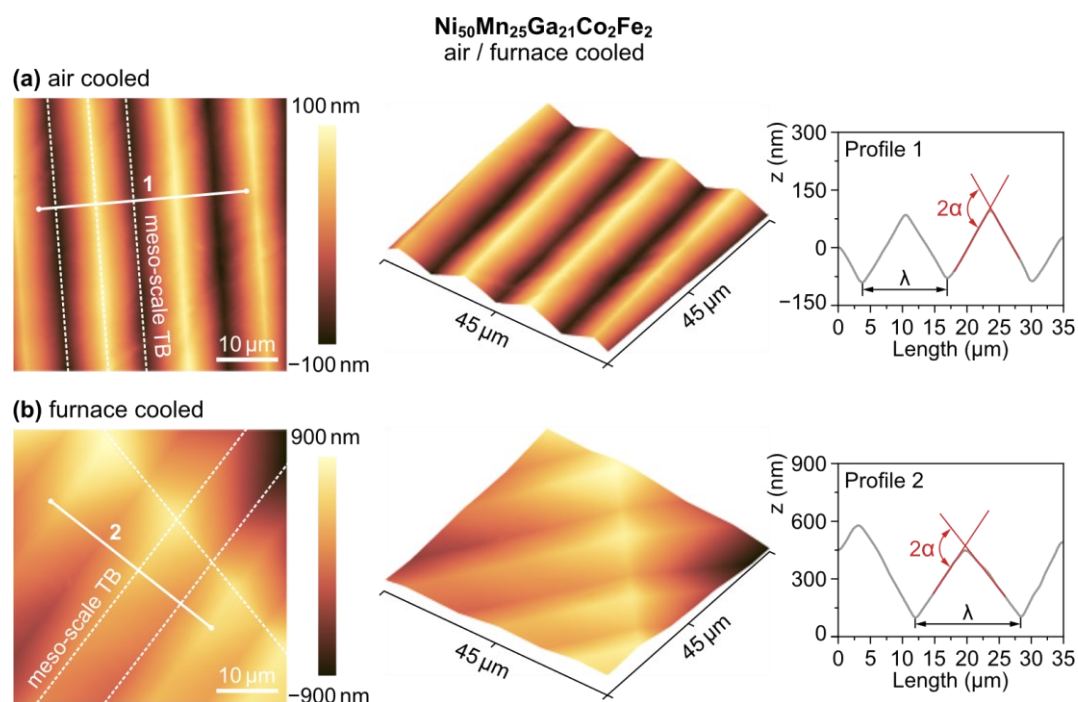 Ni50Mn25Ga21Co2Fe2
air / furnace cooled
(a) air cooled
100 nm
1
meso-scale TB
10 µm
−100 nm
45 µm
45 µm
z (nm)
300
150
0
−150
Profile 1
2α
λ
0 5 10 15 20 25 30 35
Length (µm)
(b) furnace cooled
900 nm
2
meso-scale TB
10 µm
−900 nm
45 µm
45 µm
z (nm)
900
600
300
0
Profile 2
2α
λ
0 5 10 15 20 25 30 35
Length (µm)